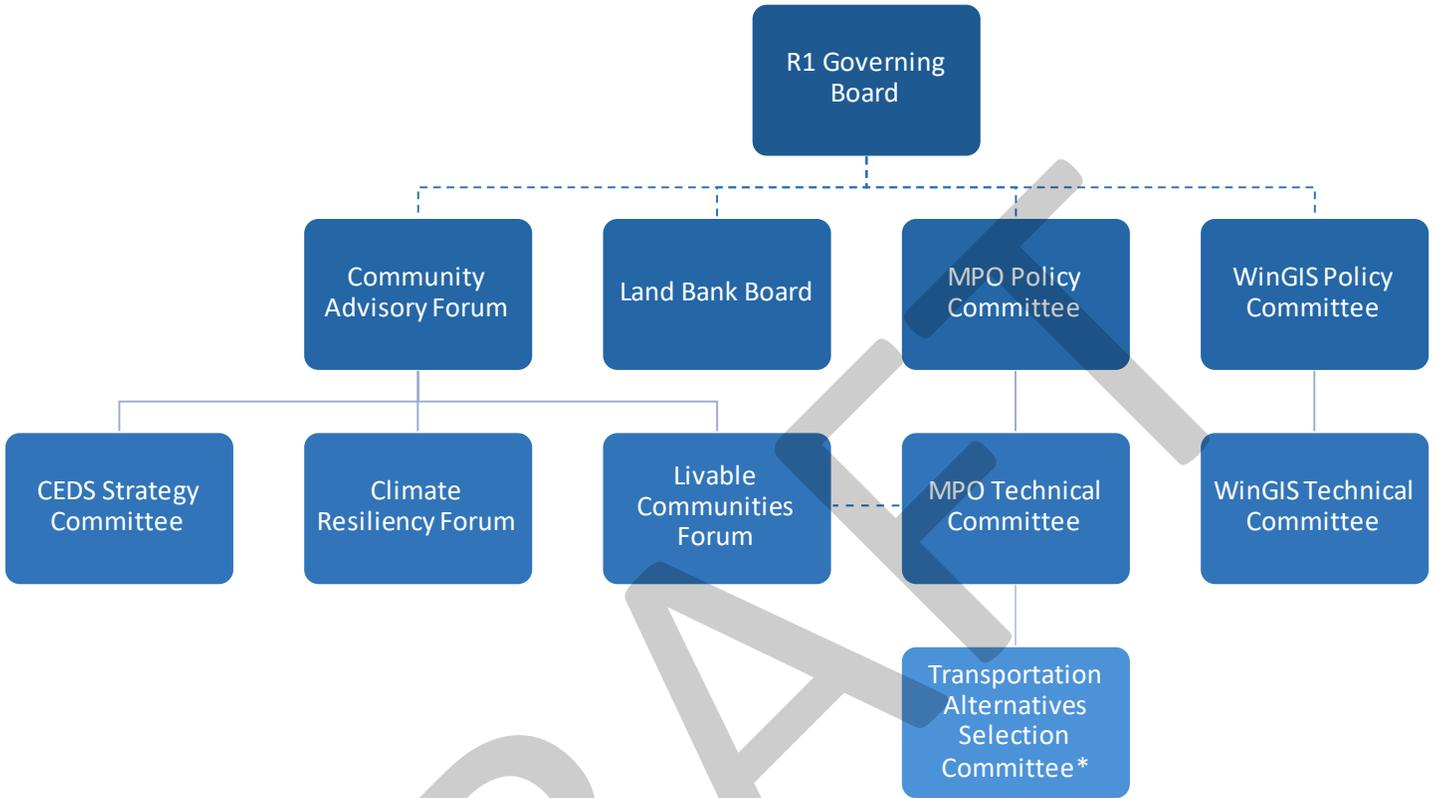 R1 Governing
Board
Community
Advisory Forum
Land Bank Board
MPO Policy
Committee
WinGIS Policy
Committee
CEDS Strategy
Committee
Climate
Resiliency Forum
Livable
Communities
Forum
MPO Technical
Committee
WinGIS Technical
Committee
Transportation
Alternatives
Selection
Committee*
RAFT